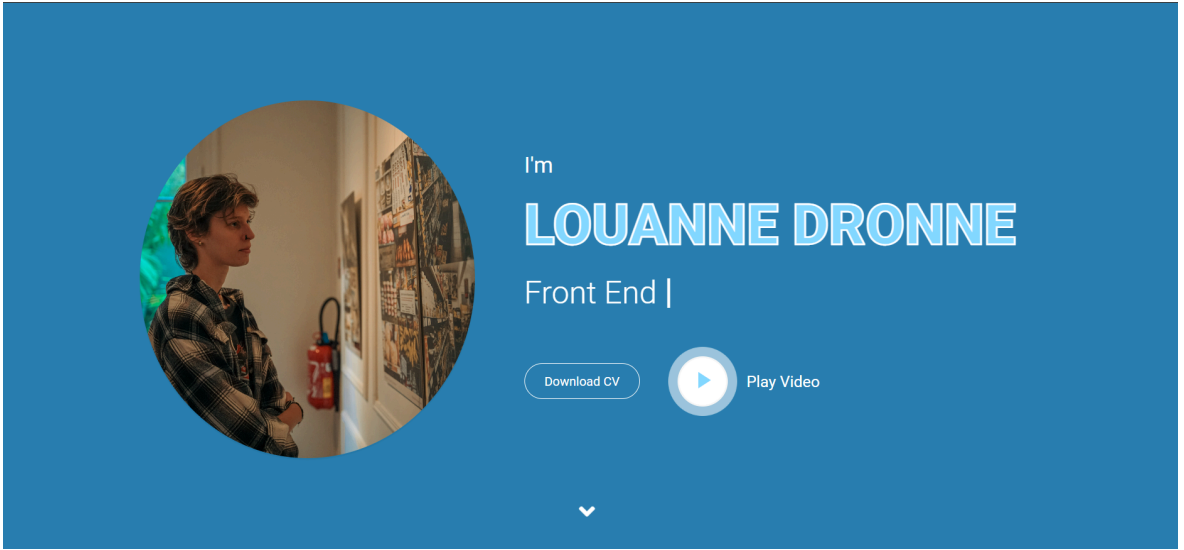 I'm
LOUANNE DRONNE
Front End
Download CV
Play Video